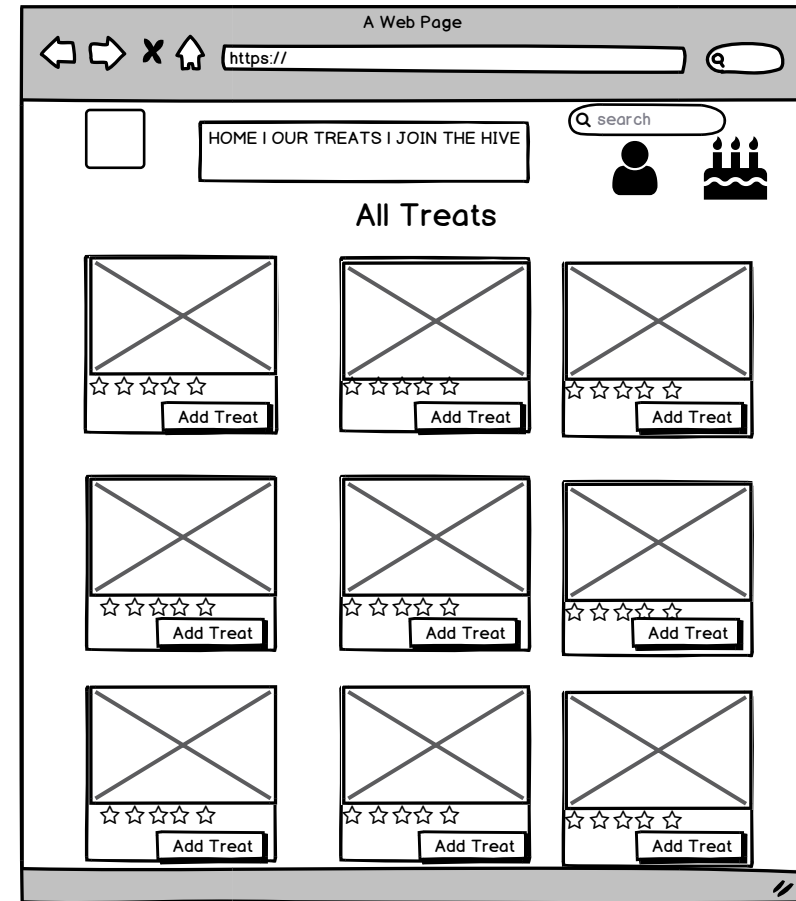 A Web Page
https://
search
HOME | OUR TREATS | JOIN THE HIVE
All Treats
Add Treat
Add Treat
Add Treat
Add Treat
Add Treat
Add Treat
Add Treat
Add Treat
Add Treat